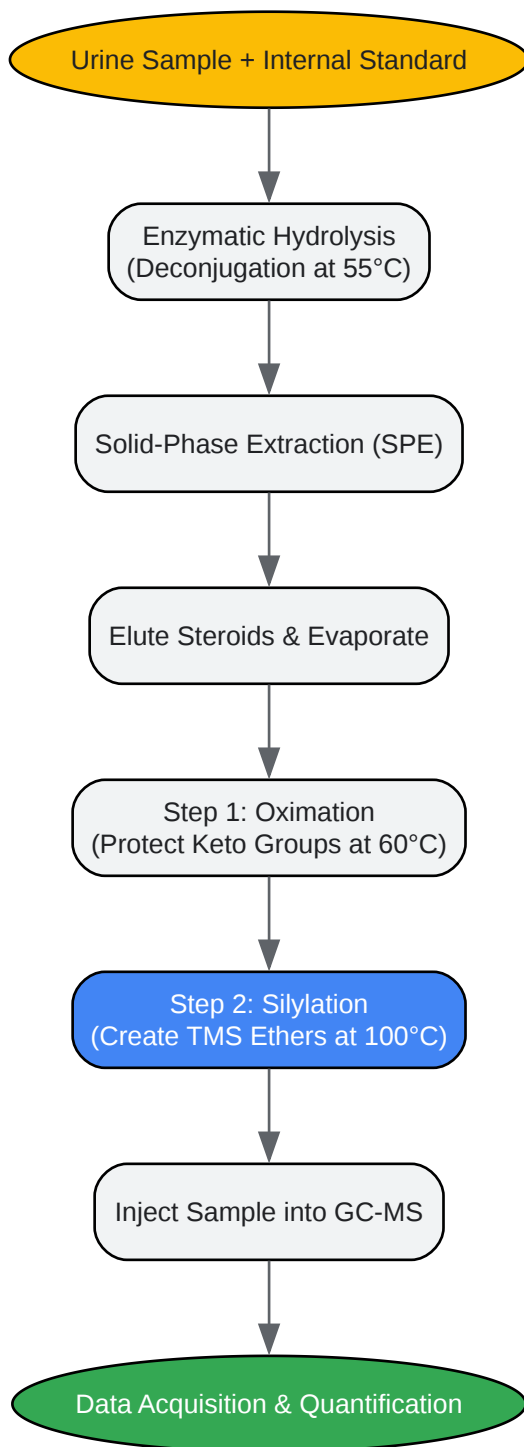 Urine Sample + Internal Standard
Enzymatic Hydrolysis
(Deconjugation at 55°C)
Solid-Phase Extraction (SPE)
Elute Steroids & Evaporate
Step 1: Oximation
(Protect Keto Groups at 60°C)
Step 2: Silylation
(Create TMS Ethers at 100°C)
Inject Sample into GC-MS
Data Acquisition & Quantification